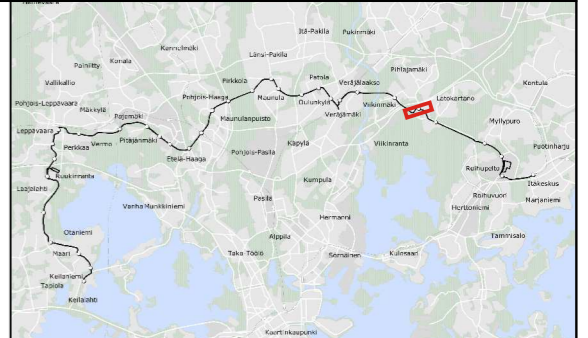 Itä-Pakila
Pukinmäki
Kannelmäki
Länsi-Pakila
Konala
Painiitty
Pihlajamäki
Pirkkola
Patola
Veräjälaakso
Kontula
Vallikallio
Pohjois-Haaga
Maunula
Oulunkylä
Viikinmäki
Latokartano
Pohjois-Leppävaara
Mäkkylä
Pajamäki
Maunulanpuisto
Veräjämäki
Myllypuro
Leppävaara
Perkkaa
Vermo
Pitäjänmäki
Etelä-Haaga
Pohjois-Pasila
Käpylä
Viikinranta
Puotinharju
Ruukinranta
Kumpula
Roihupelto
Itäkeskus
Laajalahti
Vanha Munkkiniemi
Pasila
Roihuvuori
Marjaniemi
Herttoniemi
Hermanni
Otaniemi
Alppila
Tammisalo
Maari
Taka-Töölö
Sörnäinen
Kulosaari
Keilaniemi
Tapiola
Keilalahti
Kaartinkaupunki